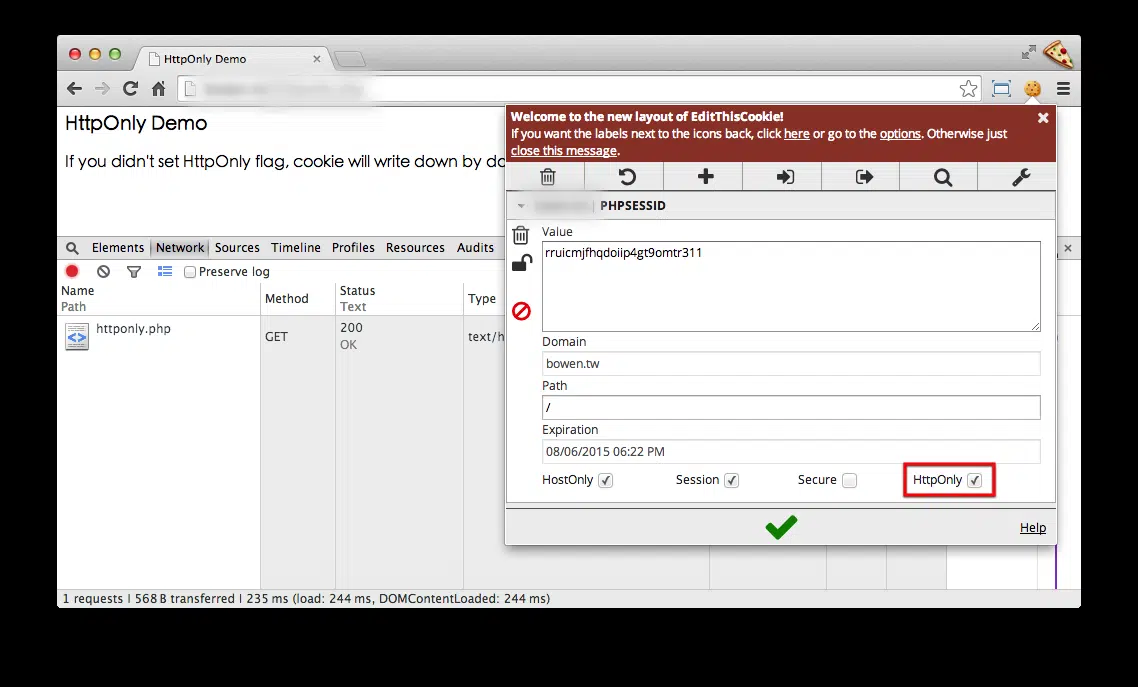 HttpOnly Demo
HttpOnly Demo
If you didn't set HttpOnly flag, cookie will write down by
Welcome to the new layout of EditThisCookie!
If you want the labels next to the icons back, click here or go to the options. Otherwise just
close this message.
PHPSESSID
Value
rruicmjfhqdoiip4gt9omtr311
Domain
bowen.tw
Path
/
Expiration
08/06/2015 06:22 PM
HostOnly
Session
Secure
HttpOnly
Help
Elements Network Sources Timeline Profiles Resources Audits
Preserve log
Name
Path
Method
Status
Text
Type
httponly.php
GET
200
OK
text/h
1 requests | 568 B transferred | 235 ms (load: 244 ms, DOMContentLoaded: 244 ms)